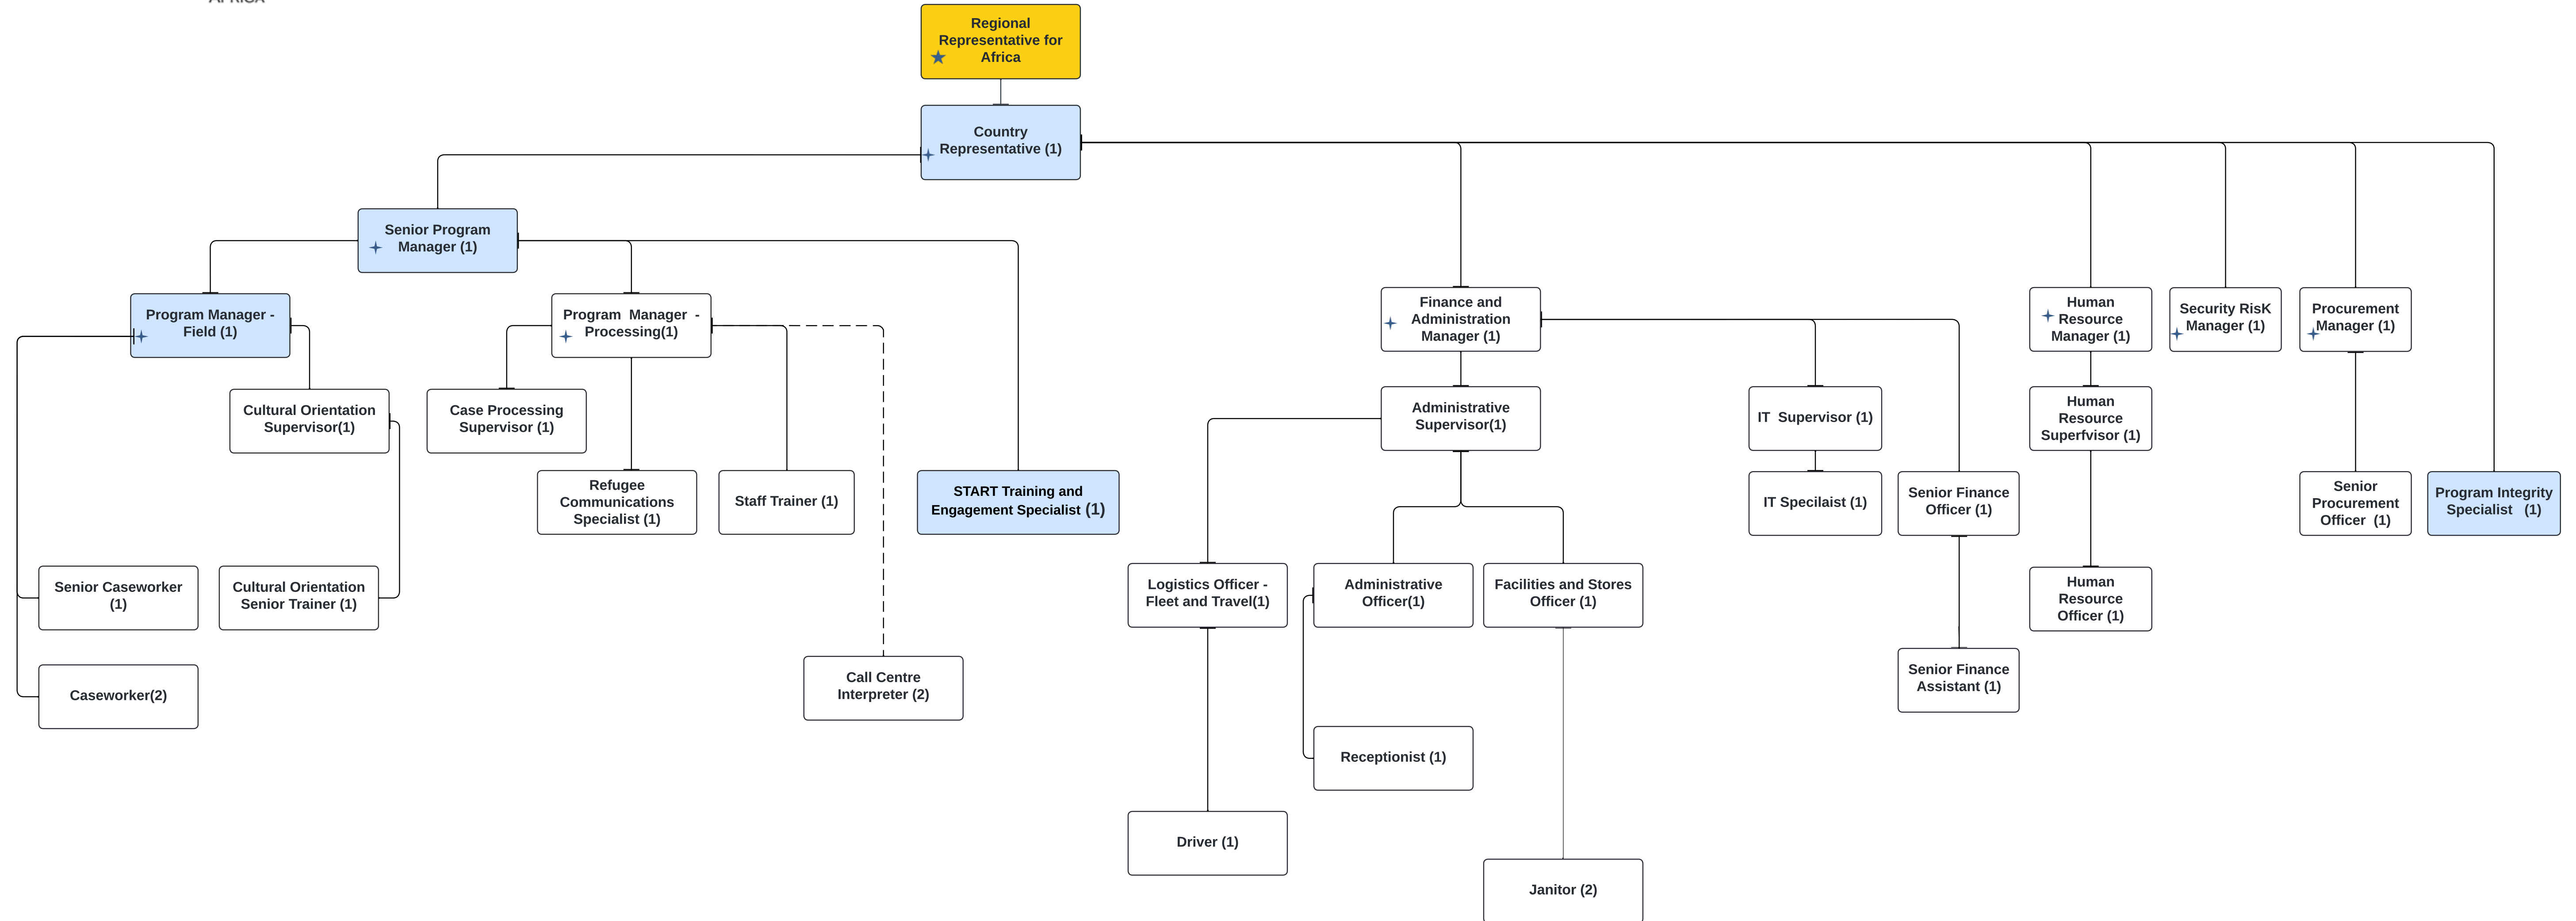 AFRICA
Regional
Representative for
Africa
Country
Representative (1)
Senior Program
Manager (1)
Program Manager -
Field (1)
Program  Manager  -
Processing(1)
Finance and
Administration
Manager (1)
Human
Resource
Manager (1)
Security RisK
Manager (1)
Procurement
Manager (1)
Cultural Orientation
Supervisor(1)
Case Processing
Supervisor (1)
Administrative
Supervisor(1)
IT  Supervisor (1)
Human
Resource
Superfvisor (1)
Refugee
Communications
Specialist (1)
Staff Trainer (1)
START Training and
Engagement Specialist (1)
IT Specilaist (1)
Senior Finance
Officer (1)
Senior
Procurement
Officer  (1)
Program Integrity
Specialist   (1)
Senior Caseworker
(1)
Cultural Orientation
Senior Trainer (1)
Logistics Officer -
Fleet and Travel(1)
Administrative
Officer(1)
Facilities and Stores
Officer (1)
Human
Resource
Officer (1)
Caseworker(2)
Call Centre
Interpreter (2)
Senior Finance
Assistant (1)
Receptionist (1)
Driver (1)
Janitor (2)